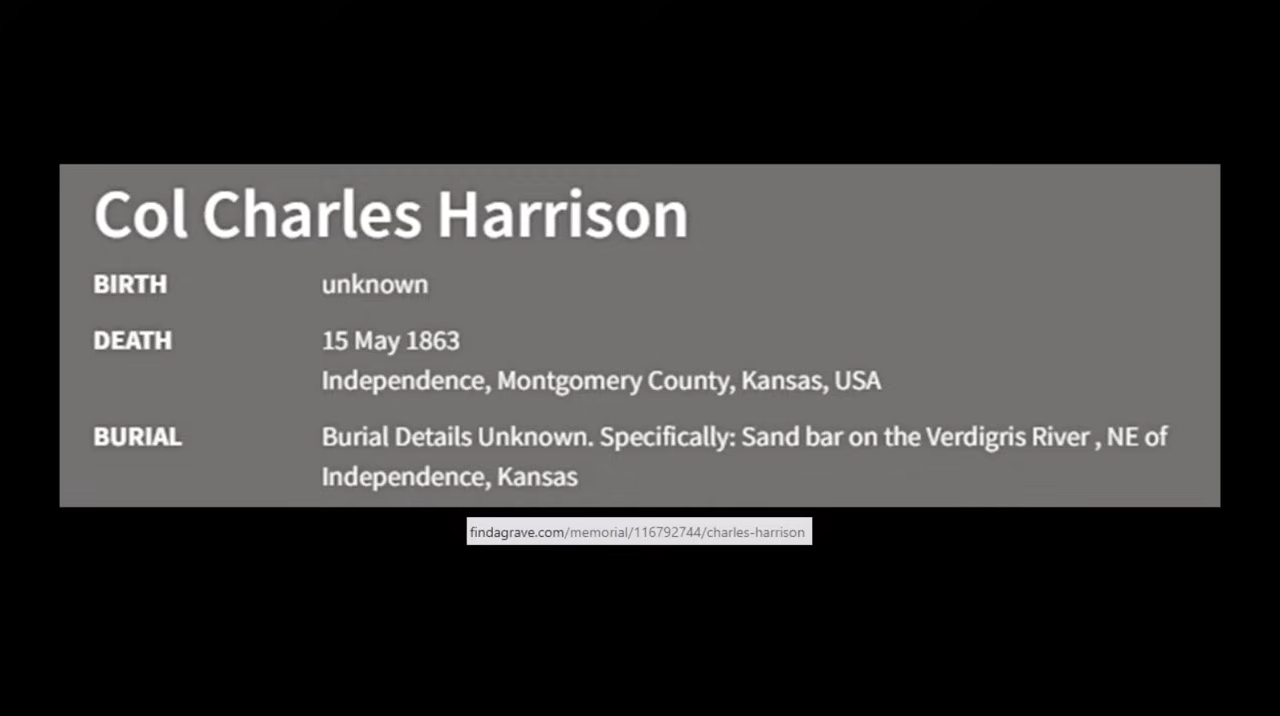 Col Charles Harrison
BIRTH unknown
DEATH 15 May 1863
Independence, Montgomery County, Kansas, USA
BURIAL Burial Details Unknown. Specifically: Sand bar on the Verdigris River , NE of
Independence, Kansas
findagrave.com/memorial/116792744/charles-harrison